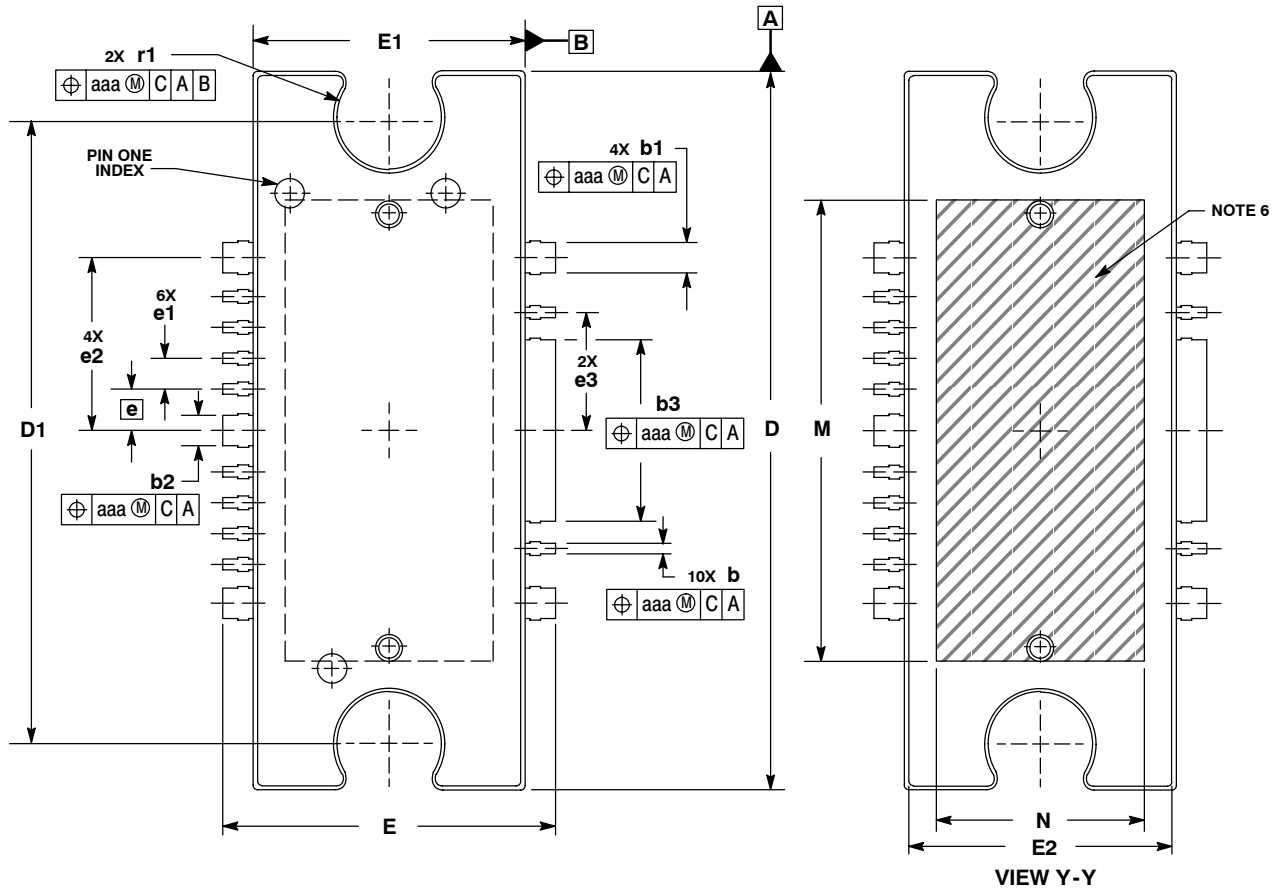 A
E1
B
2X r1
⌖ aaa Ⓜ C A B
PIN ONE
INDEX
4X b1
⌖ aaa Ⓜ C A
NOTE 6
6X
e1
4X
e2
2X
e3
e
b3
⌖ aaa Ⓜ C A
D1
D
M
b2
⌖ aaa Ⓜ C A
10X b
⌖ aaa Ⓜ C A
E
N
E2
VIEW Y-Y